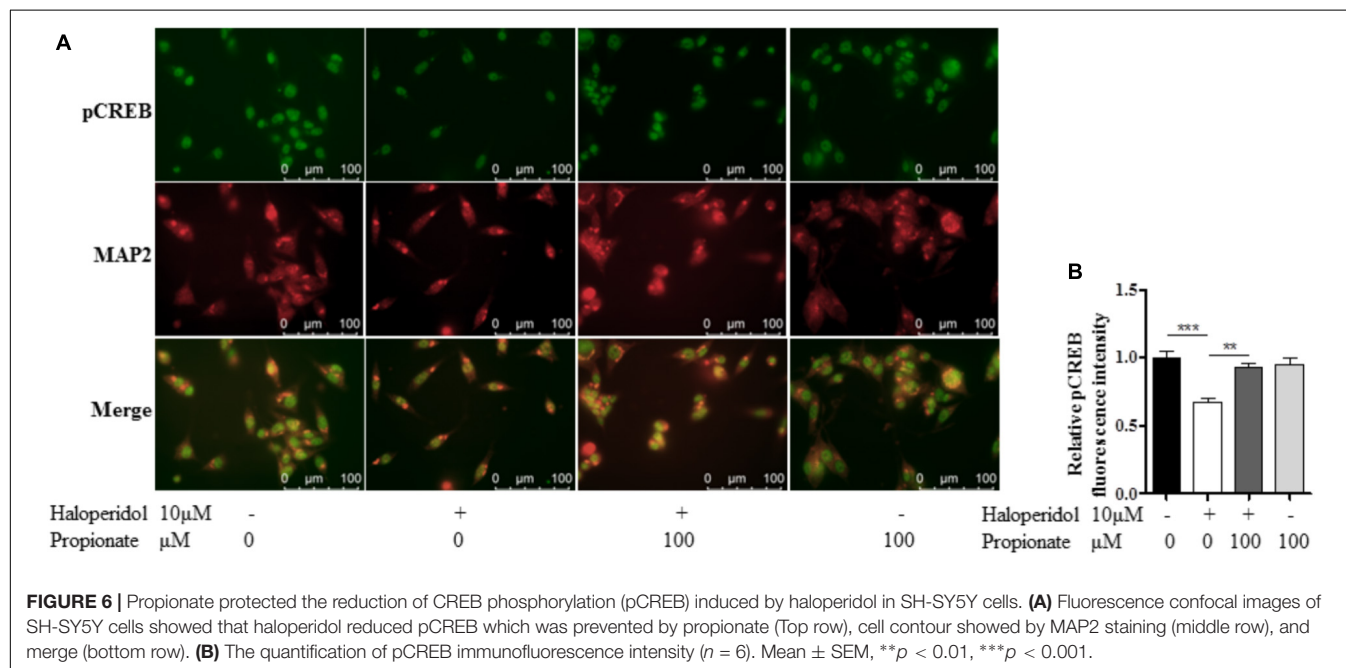 A
pCREB
0 µm 100
0 µm 100
0 µm 100
0 µm 100
MAP2
0 µm 100
0 µm 100
0 µm 100
0 µm 100
Merge
0 µm 100
0 µm 100
0 µm 100
0 µm 100
Haloperidol 10µM - + + -
Propionate µM 0 0 100 100
B
Relative pCREB
fluorescence intensity
1.5
1.0
0.5
0.0
*** **
Haloperidol 10µM - + + -
Propionate µM 0 0 100 100
FIGURE 6 | Propionate protected the reduction of CREB phosphorylation (pCREB) induced by haloperidol in SH-SY5Y cells. (A) Fluorescence confocal images of
SH-SY5Y cells showed that haloperidol reduced pCREB which was prevented by propionate (Top row), cell contour showed by MAP2 staining (middle row), and
merge (bottom row). (B) The quantification of pCREB immunofluorescence intensity (n = 6). Mean ± SEM, **p < 0.01, ***p < 0.001.